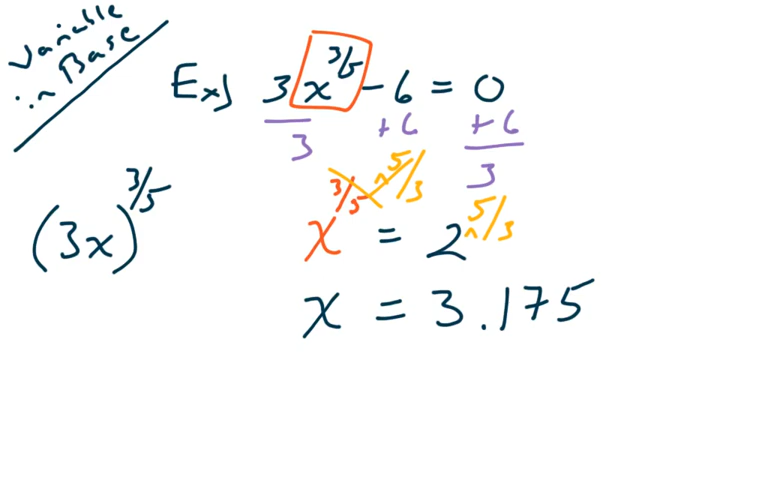 Variable
in Base
Ex) 3x^3/5 - 6 = 0
3 +6 +6
3
x^3/5 ^5/3 = 2^5/3
(3x)^3/5
x = 3.175